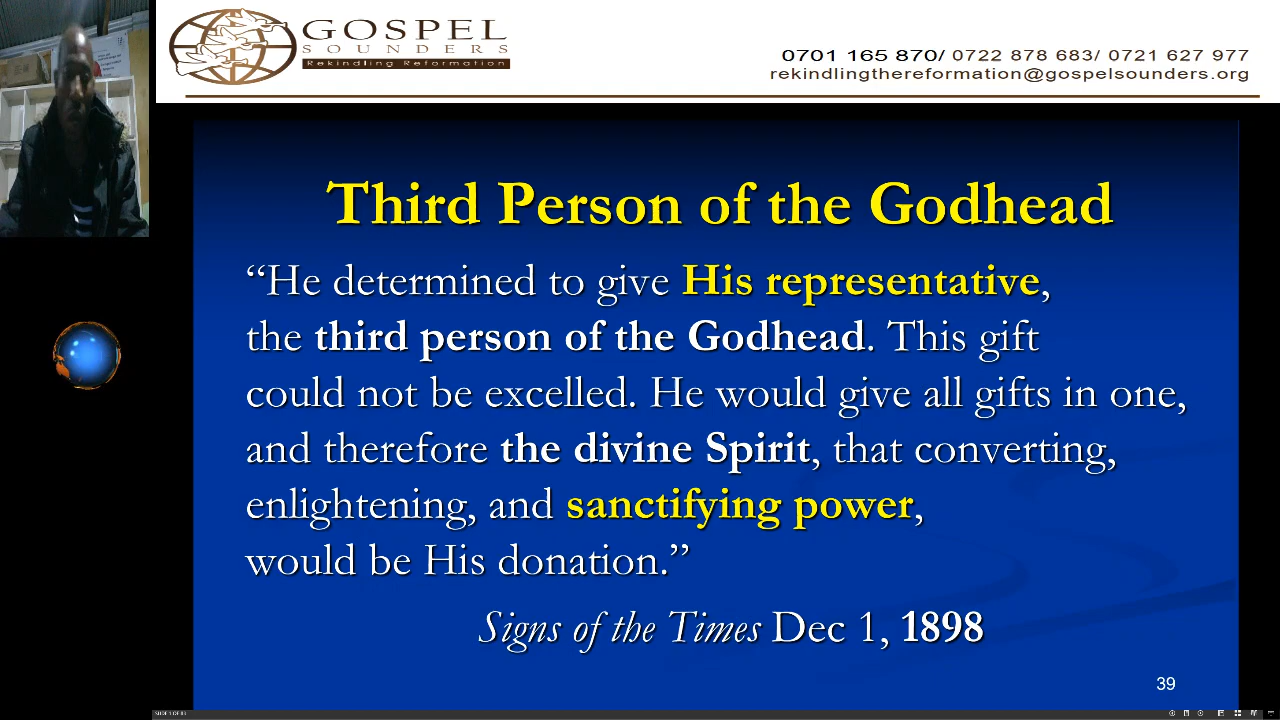 GOSPEL
SOUNDERS
Rekindling Reformation
0701 165 870/ 0722 878 683/ 0721 627 977
rekindlingthereformation@gospelsounders.org
Third Person of the Godhead
“He determined to give His representative,
the third person of the Godhead. This gift
could not be excelled. He would give all gifts in one,
and therefore the divine Spirit, that converting,
enlightening, and sanctifying power,
would be His donation.”
Signs of the Times Dec 1, 1898
39